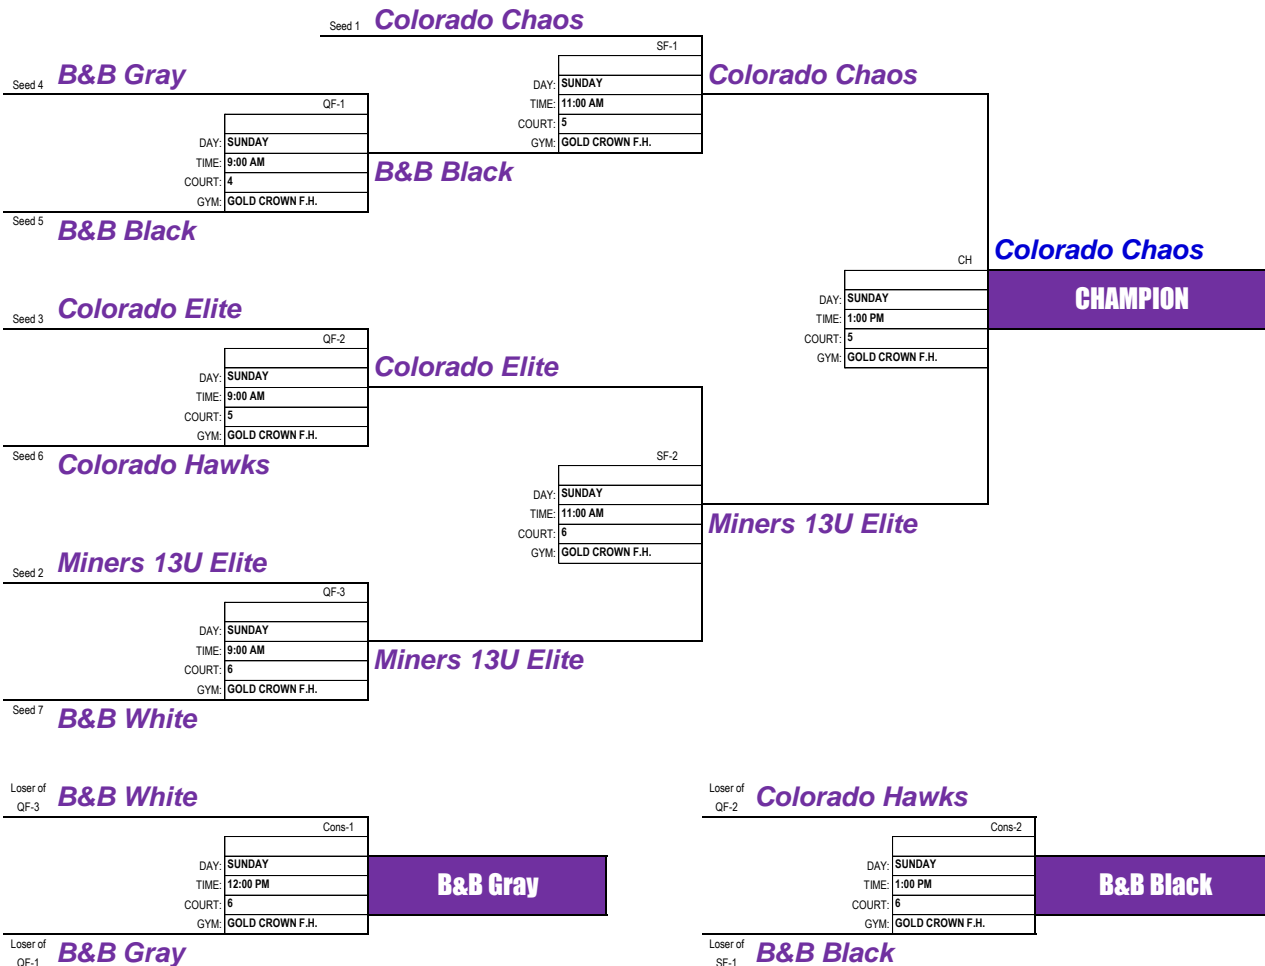 Seed 1 Colorado Chaos
SF-1
DAY: SUNDAY
TIME: 11:00 AM
COURT: 5
GYM: GOLD CROWN F.H.
Colorado Chaos
Seed 4 B&B Gray
QF-1
DAY: SUNDAY
TIME: 9:00 AM
COURT: 4
GYM: GOLD CROWN F.H.
B&B Black
Seed 5 B&B Black
Colorado Chaos
CH
CHAMPION
DAY: SUNDAY
TIME: 1:00 PM
COURT: 5
GYM: GOLD CROWN F.H.
Seed 3 Colorado Elite
QF-2
DAY: SUNDAY
TIME: 9:00 AM
COURT: 5
GYM: GOLD CROWN F.H.
Colorado Elite
Seed 6 Colorado Hawks
SF-2
DAY: SUNDAY
TIME: 11:00 AM
COURT: 6
GYM: GOLD CROWN F.H.
Miners 13U Elite
Seed 2 Miners 13U Elite
QF-3
DAY: SUNDAY
TIME: 9:00 AM
COURT: 6
GYM: GOLD CROWN F.H.
Miners 13U Elite
Seed 7 B&B White
Loser of
QF-3
B&B White
Cons-1
DAY: SUNDAY
TIME: 12:00 PM
COURT: 6
GYM: GOLD CROWN F.H.
B&B Gray
Loser of
QF-1
B&B Gray
Loser of
QF-2
Colorado Hawks
Cons-2
DAY: SUNDAY
TIME: 1:00 PM
COURT: 6
GYM: GOLD CROWN F.H.
B&B Black
Loser of
SF-1
B&B Black